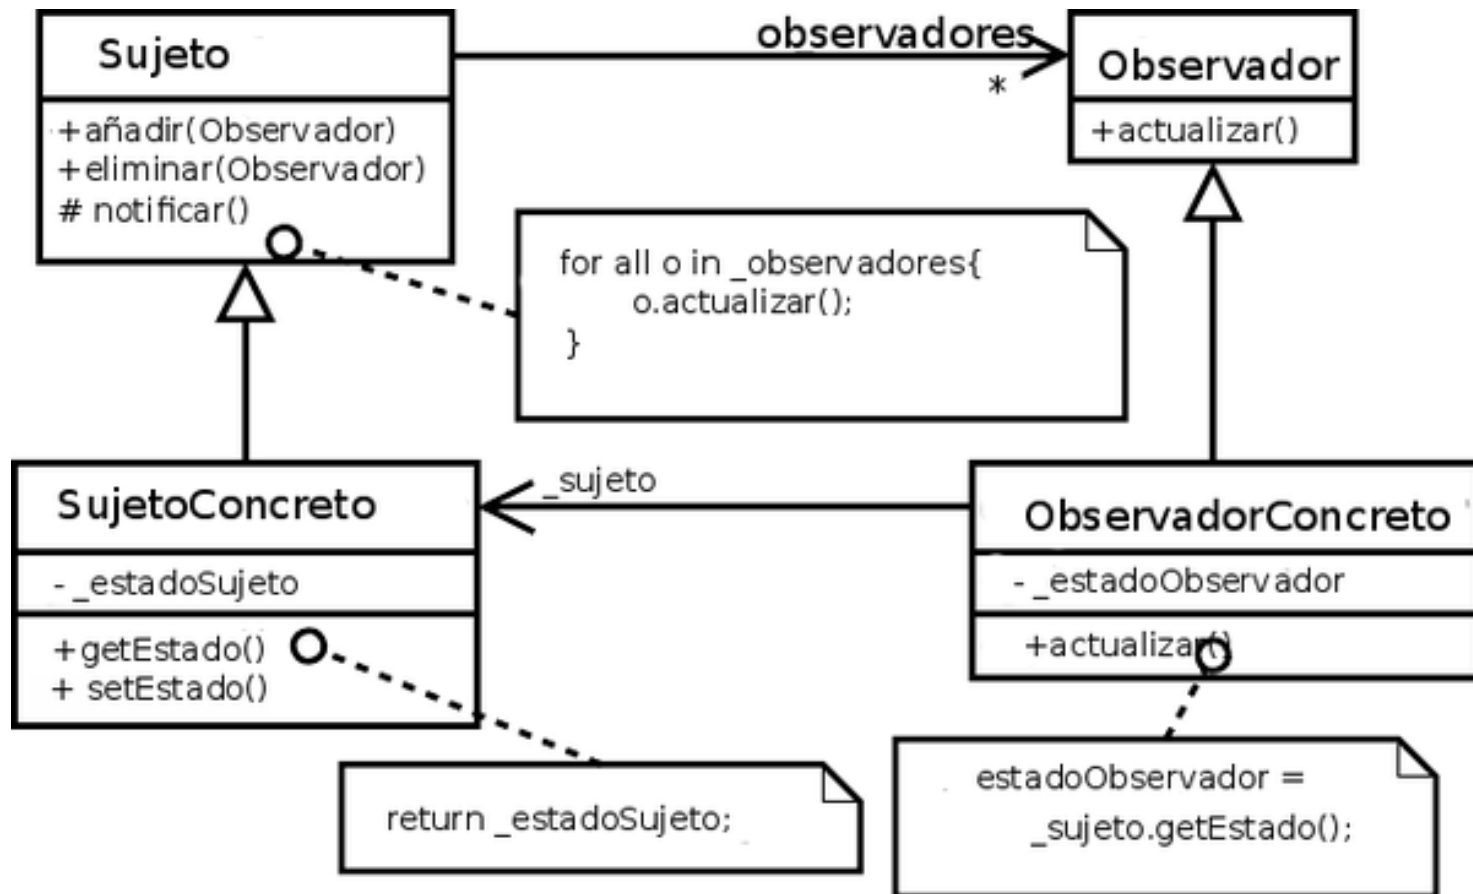 Sujeto
+añadir(Observador)
+eliminar(Observador)
# notificar()
observadores
*
Observador
+actualizar()
for all o in _observadores{
o.actualizar();
}
SujetoConcreto
- _estadoSujeto
+getEstado()
+ setEstado()
_sujeto
ObservadorConcreto
- _estadoObservador
+actualizar()
return _estadoSujeto;
estadoObservador =
_sujeto.getEstado();